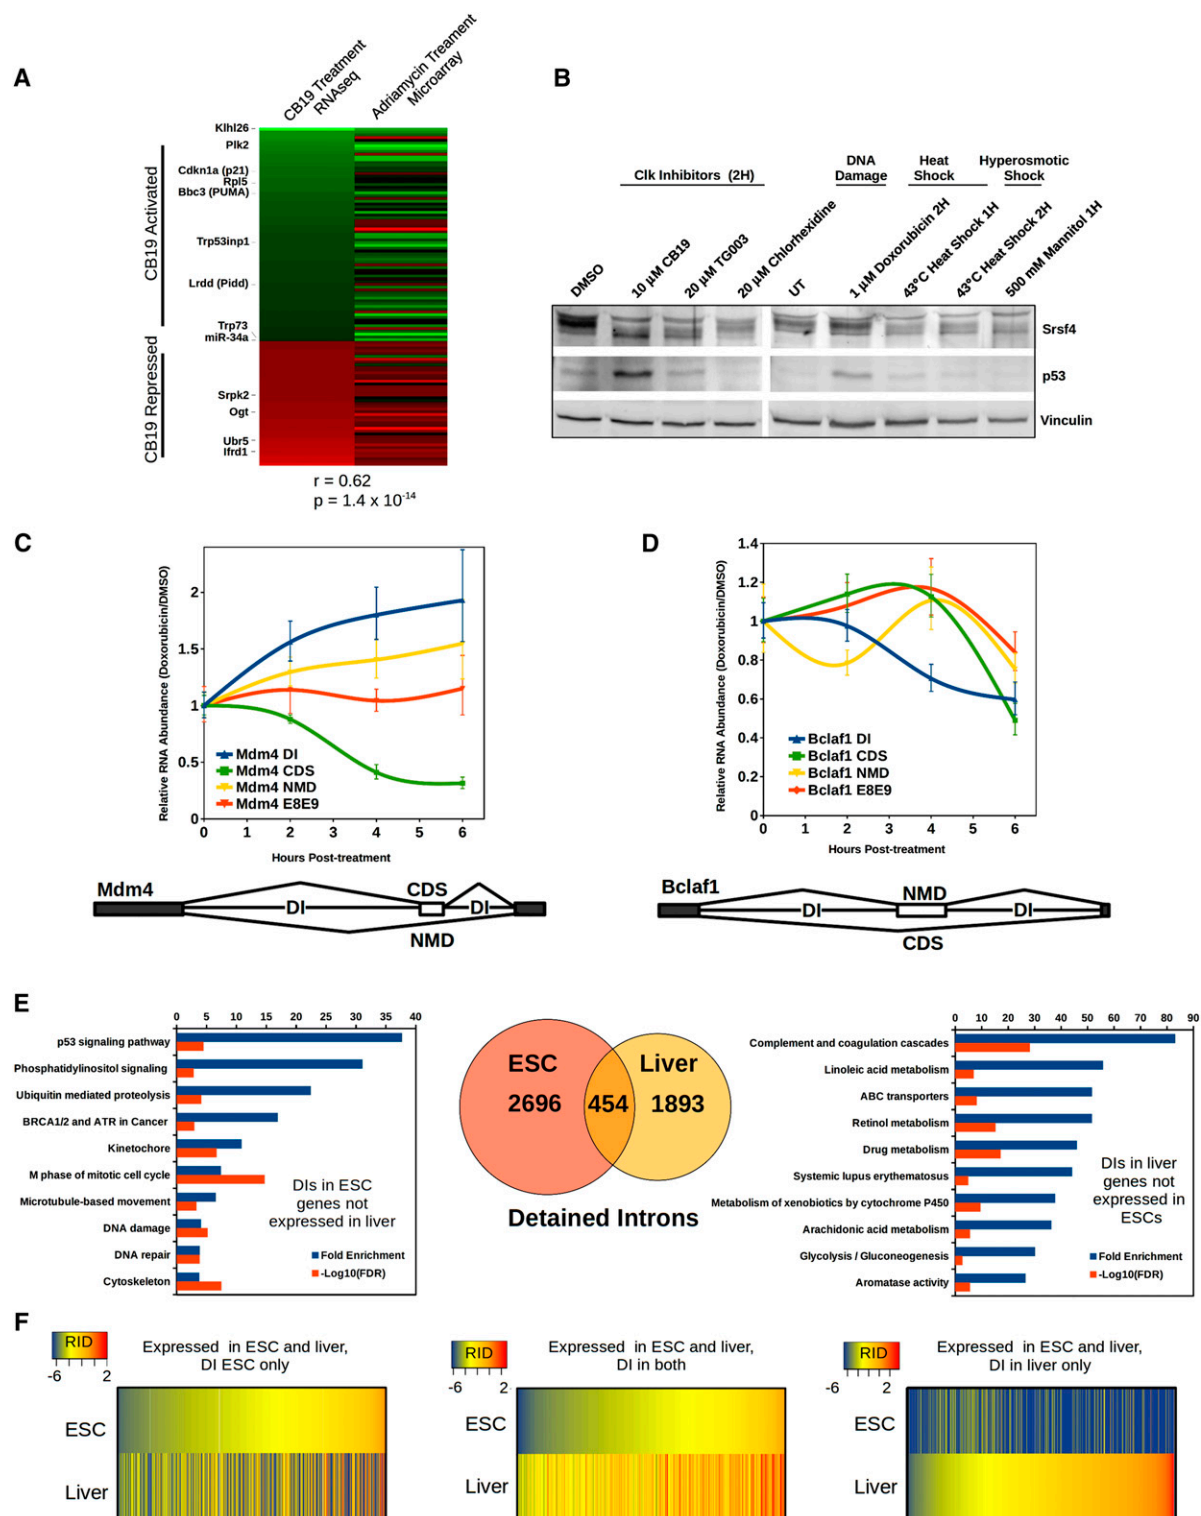 A
CB19 Treatment
RNAseq
Adriamycin Treament
Microarray
CB19 Activated
CB19 Repressed
Klhl26
Plk2
Cdkn1a (p21)
Rpl5
Bbc3 (PUMA)
Trp53inp1
Lrdd (Pidd)
Trp73
miR-34a
Srpk2
Ogt
Ubr5
Ifrd1
r = 0.62
p = 1.4 x 10-14
B
Clk Inhibitors (2H)
DNA
Damage
Heat
Shock
Hyperosmotic
Shock
DMSO
10 µM CB19
20 µM TG003
20 µM Chlorhexidine
UT
1 µM Doxorubicin 2H
43°C Heat Shock 1H
43°C Heat Shock 2H
500 mM Mannitol 1H
Srsf4
p53
Vinculin
C
Relative RNA Abundance (Doxorubicin/DMSO)
2
1.5
1
0.5
0
Mdm4 DI
Mdm4 CDS
Mdm4 NMD
Mdm4 E8E9
0 1 2 3 4 5 6
Hours Post-treatment
Mdm4
CDS
DI
DI
NMD
D
Relative RNA Abundance (Doxorubicin/DMSO)
1.4
1.2
1
0.8
0.6
0.4
0.2
0
Bclaf1 DI
Bclaf1 CDS
Bclaf1 NMD
Bclaf1 E8E9
0 1 2 3 4 5 6
Hours Post-treatment
Bclaf1
NMD
DI
DI
CDS
E
0 5 10 15 20 25 30 35 40
p53 signaling pathway
Phosphatidylinositol signaling
Ubiquitin mediated proteolysis
BRCA1/2 and ATR in Cancer
Kinetochore
M phase of mitotic cell cycle
Microtubule-based movement
DNA damage
DNA repair
Cytoskeleton
DIs in ESC
genes not
expressed in liver
Fold Enrichment
-Log10(FDR)
ESC
2696
454
Liver
1893
Detained Introns
0 10 20 30 40 50 60 70 80 90
Complement and coagulation cascades
Linoleic acid metabolism
ABC transporters
Retinol metabolism
Drug metabolism
Systemic lupus erythematosus
Metabolism of xenobiotics by cytochrome P450
Arachidonic acid metabolism
Glycolysis / Gluconeogenesis
Aromatase activity
DIs in liver
genes not
expressed in
ESCs
Fold Enrichment
-Log10(FDR)
F
RID
-6 2
Expressed in ESC and liver,
DI ESC only
ESC
Liver
RID
-6 2
Expressed in ESC and liver,
DI in both
ESC
Liver
RID
-6 2
Expressed in ESC and liver,
DI in liver only
ESC
Liver